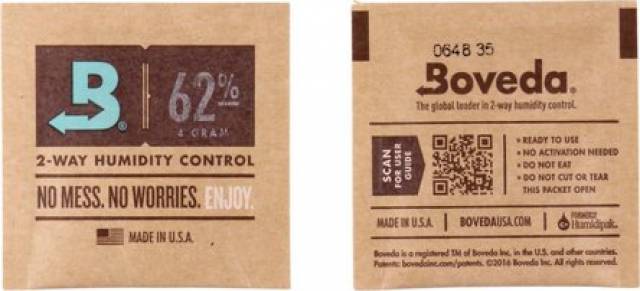 B®
62%
4 GRAM
2-WAY HUMIDITY CONTROL
NO MESS. NO WORRIES. ENJOY.
MADE IN U.S.A.
0648 35
Boveda®
The global leader in 2-way humidity control.
SCAN
FOR USER
GUIDE
• READY TO USE
• NO ACTIVATION NEEDED
• DO NOT EAT
• DO NOT CUT OR TEAR
THIS PACKET OPEN
MADE IN U.S.A. | BOVEDAUSA.COM | FORMERLY Humidipak.
Boveda is a registered TM of Boveda Inc. in the U.S. and other countries.
Patents: bovedainc.com/patents. ©2016 Boveda Inc. All rights reserved.